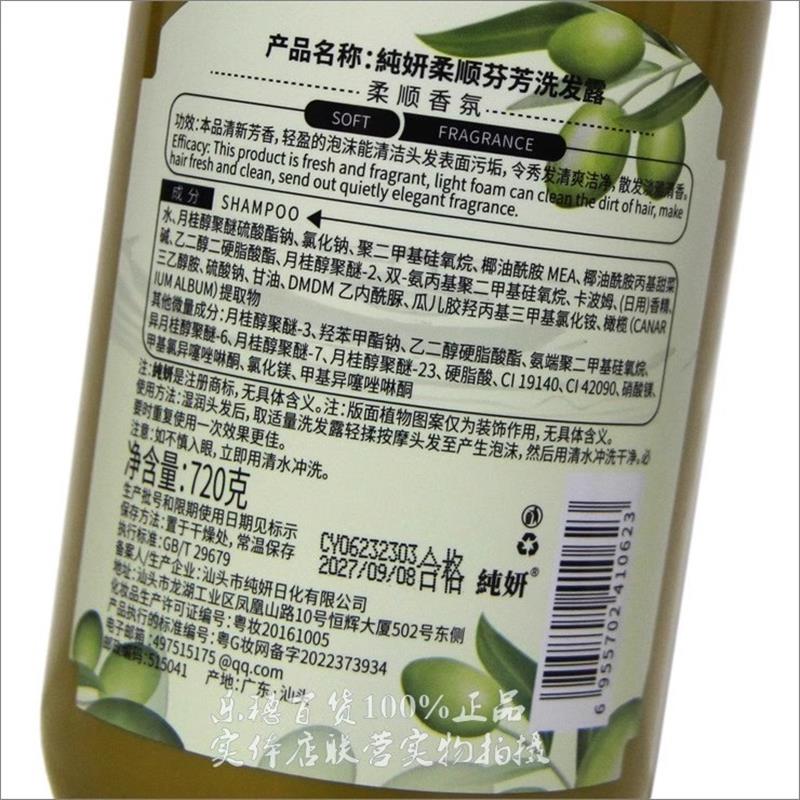 产品名称:純妍柔顺芬芳洗发露
柔顺香氛
SOFT FRAGRANCE
功效:本品清新芳香,轻盈的泡沫能清洁头发表面污垢,令秀发清爽洁净,散发淡雅清香。
Efficacy: This product is fresh and fragrant, light foam can clean the dirt of hair, make
hair fresh and clean, send out quietly elegant fragrance.
成分 SHAMPOO
水、月桂醇聚醚硫酸酯钠、氯化钠、聚二甲基硅氧烷、椰油酰胺 MEA、椰油酰胺丙基甜菜
碱、乙二醇二硬脂酸酯、月桂醇聚醚-2、双-氨丙基聚二甲基硅氧烷、卡波姆、(日用)香精、
三乙醇胺、硫酸钠、甘油、DMDM 乙内酰脲、瓜儿胶羟丙基三甲基氯化铵、橄榄 (CANAR
IUM ALBUM) 提取物
其他微量成分:月桂醇聚醚-3、羟苯甲酯钠、乙二醇硬脂酸酯、氨端聚二甲基硅氧烷、
异月桂醇聚醚-6、月桂醇聚醚-7、月桂醇聚醚-23、硬脂酸、CI 19140、CI 42090、硝酸镁、
甲基氯异噻唑啉酮、氯化镁、甲基异噻唑啉酮
注:純妍是注册商标,无具体含义。注:版面植物图案仅为装饰作用,无具体含义。
使用方法:湿润头发后,取适量洗发露轻揉按摩头发至产生泡沫,然后用清水冲洗干净。必
要时重复使用一次效果更佳。
注意:如不慎入眼,立即用清水冲洗。
净含量:720克
生产批号和限期使用日期见标示
保存方法:置于干燥处,常温保存
执行标准:GB/T 29679
CY06232303
2027/09/08 合格
純妍®
备案人/生产企业:汕头市纯妍日化有限公司
地址:汕头市龙湖工业区凤凰山路10号恒辉大厦502号东侧
化妆品生产许可证编号:粤妆20161005
产品执行的标准编号:粤G妆网备字2022373934
电子邮箱:497515175@qq.com
邮政编码:515041 产地:广东·汕头
6 955702 410623
乐穗百货100%正品
实体店联营实物拍摄